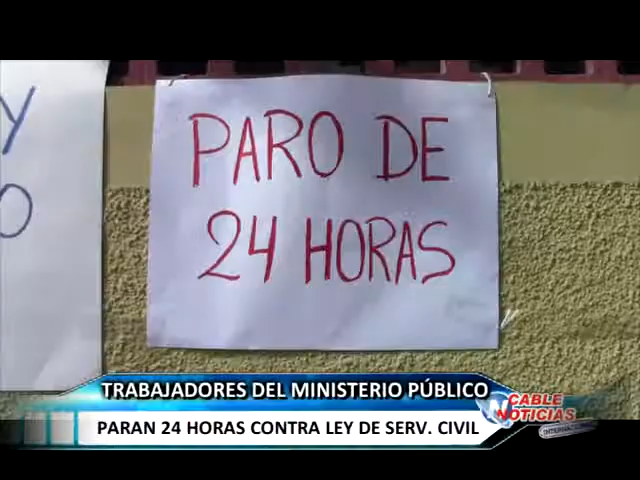 Y
O
PARO DE
24 HORAS
TRABAJADORES DEL MINISTERIO PÚBLICO
PARAN 24 HORAS CONTRA LEY DE SERV. CIVIL
CABLE
NOTICIAS